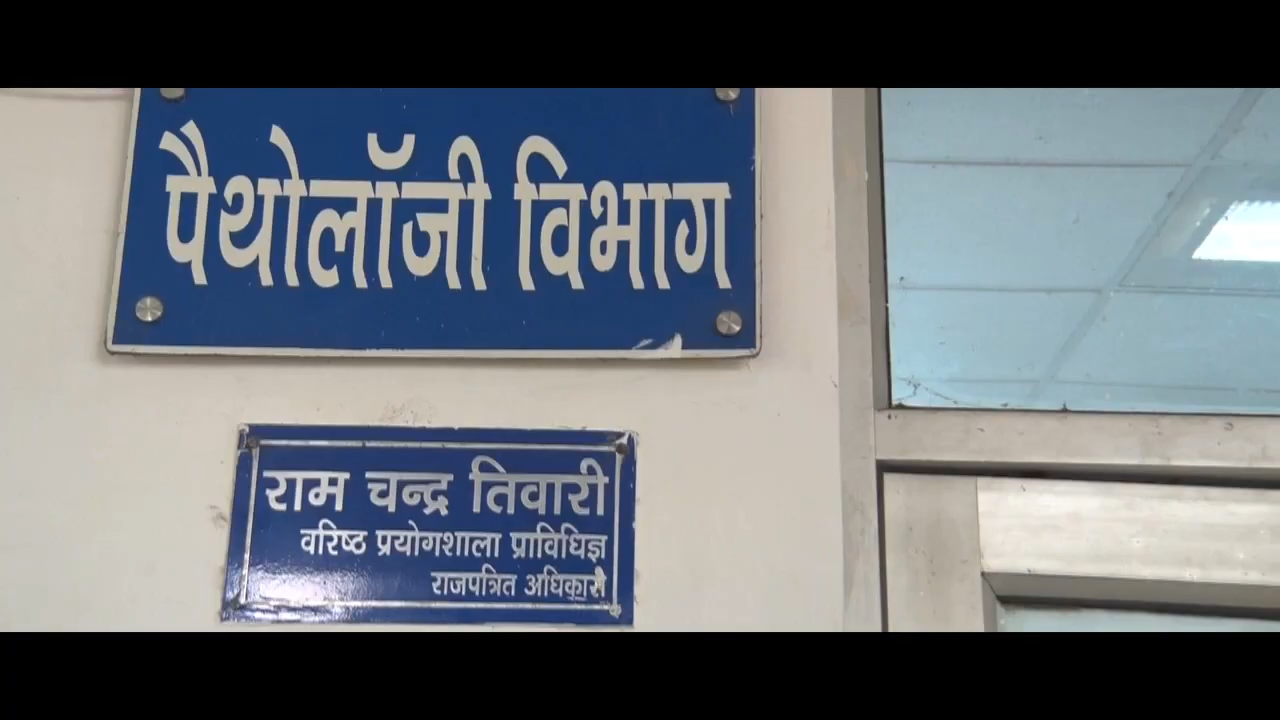 पैथोलॉजी विभाग
राम चन्द्र तिवारी
वरिष्ठ प्रयोगशाला प्राविधिज्ञ
राजपत्रित अधिकारी